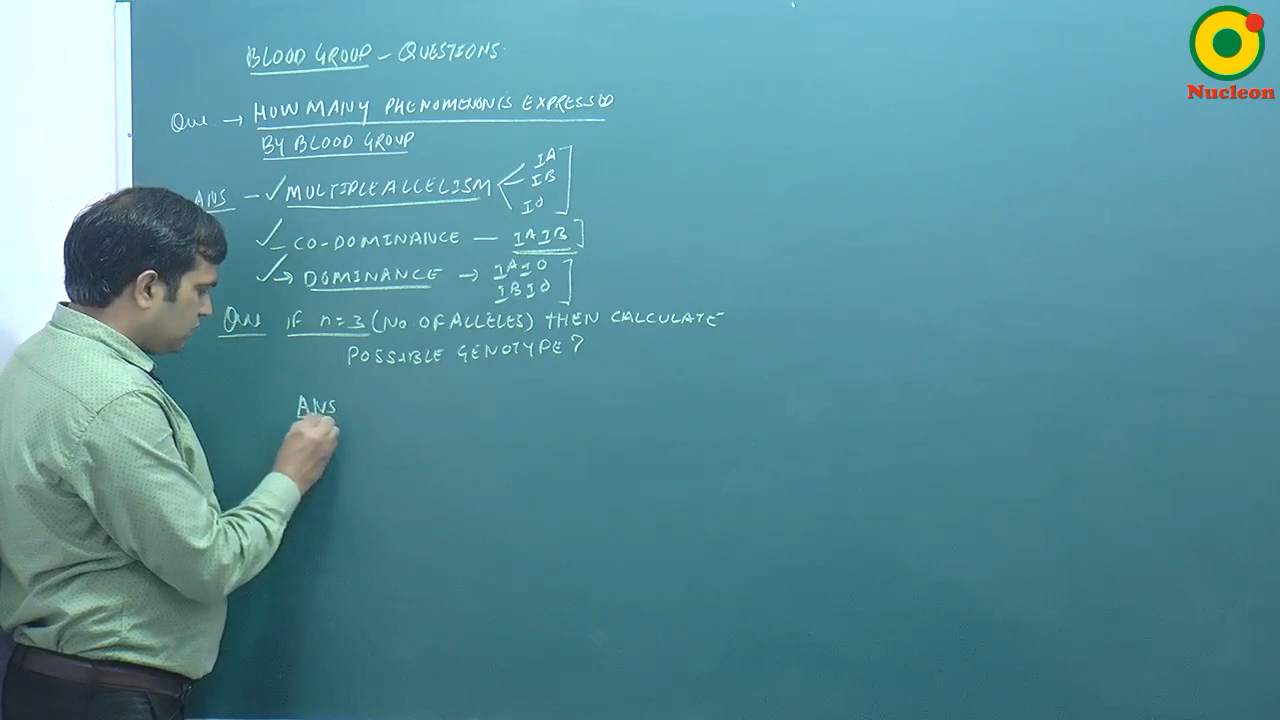 BLOOD GROUP - QUESTIONS
Nucleon
Que → HOW MANY PHENOMENON IS EXPRESSED
BY BLOOD GROUP
ANS - ✓ MULTIPLE ALLELISM
IA
IB
IO
✓ - CO-DOMINANCE - IAIB
✓ → DOMINANCE → IAIO
IBIO
Que IF n=3 (NO OF ALLELES) THEN CALCULATE
POSSIBLE GENOTYPE?
ANS